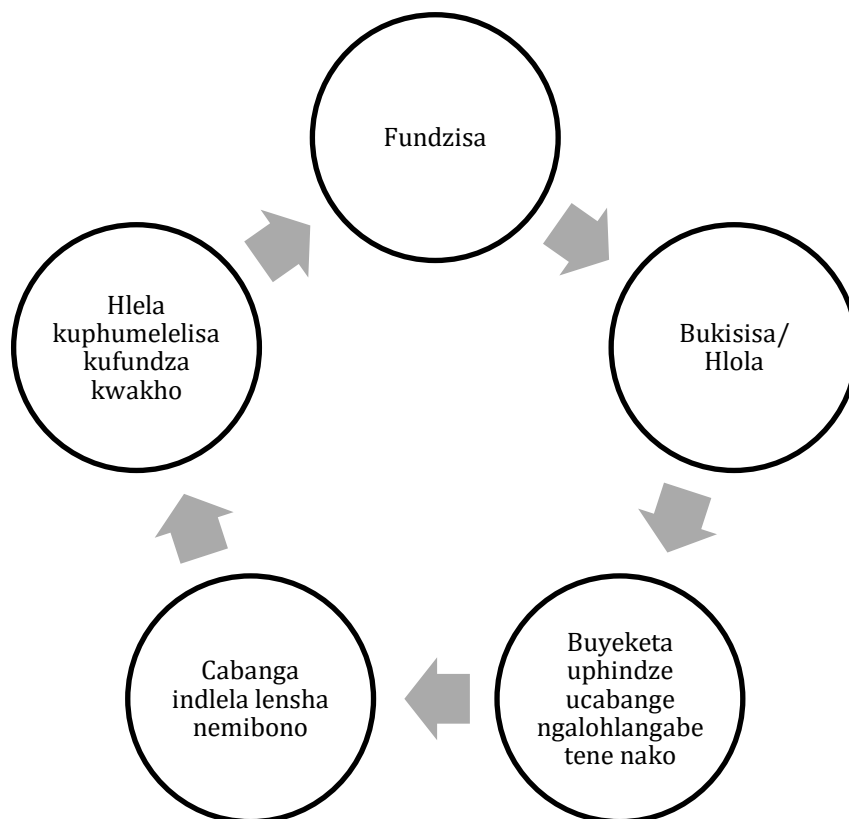 Fundzisa
Bukisisa/
Hlola
Buyeketa
uphindze
ucabange
ngalohlangabe
tene nako
Cabanga
indlela lensha
nemibono
Hlela
kuphumelelisa
kufundza
kwakho